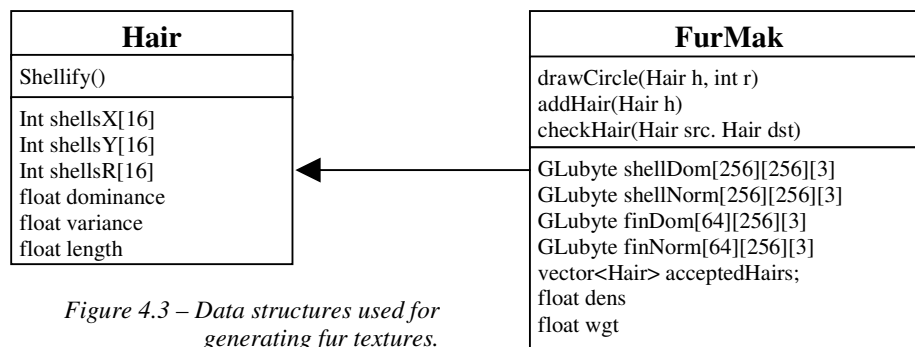 Hair
Shellify()
Int shellsX[16]
Int shellsY[16]
Int shellsR[16]
float dominance
float variance
float length
FurMak
drawCircle(Hair h, int r)
addHair(Hair h)
checkHair(Hair src. Hair dst)
GLubyte shellDom[256][256][3]
GLubyte shellNorm[256][256][3]
GLubyte finDom[64][256][3]
GLubyte finNorm[64][256][3]
vector<Hair> acceptedHairs;
float dens
float wgt
Figure 4.3 – Data structures used for
generating fur textures.